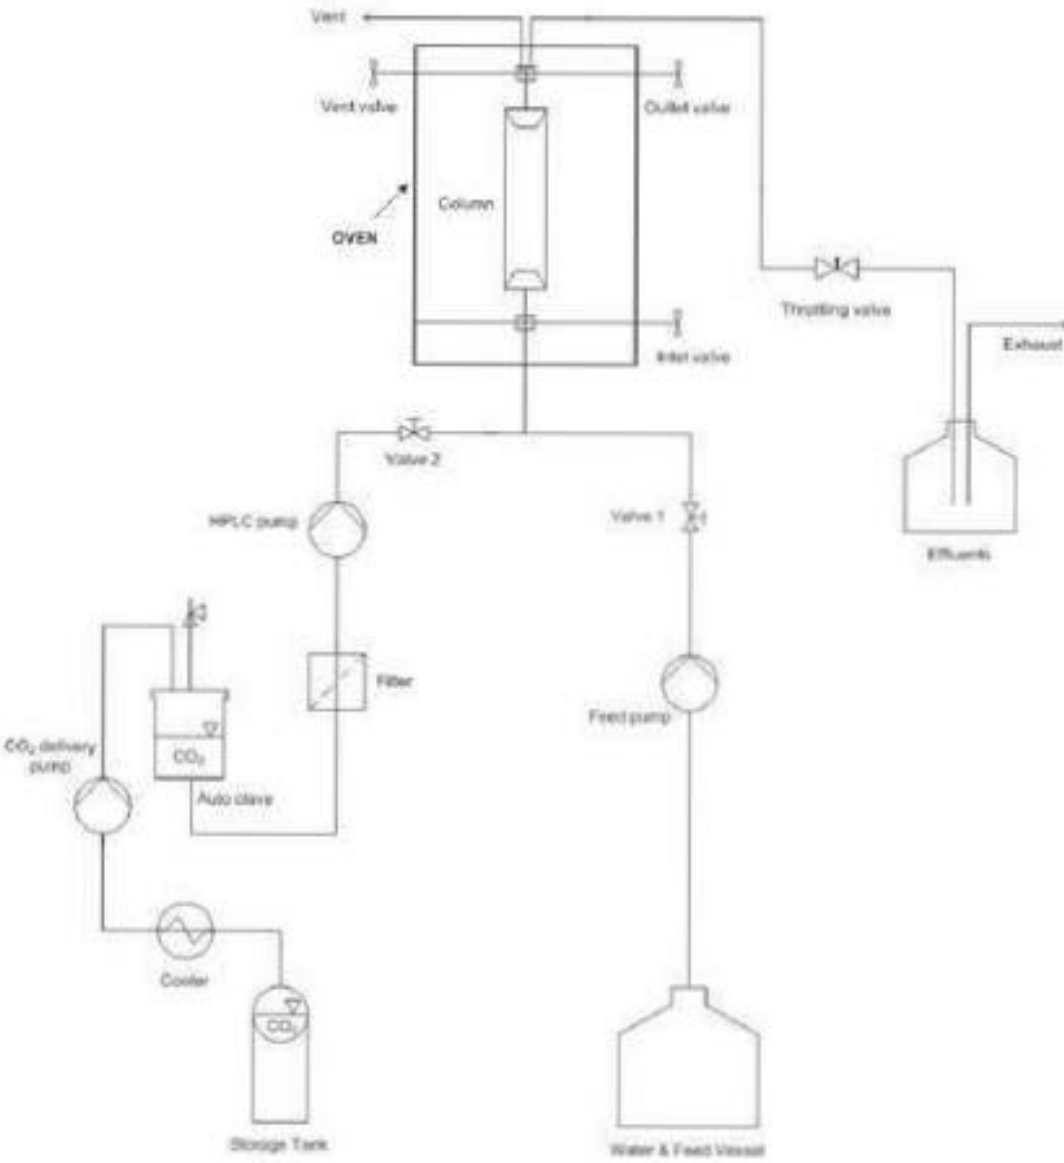 Vent
Vent valve
Outlet valve
Column
OVEN
Throttling valve
Inlet valve
Exhaust
Valve 2
HPLC pump
Valve 1
Effluents
Filter
Feed pump
CO₂ delivery
pump
CO₂
Auto clave
Cooler
CO₂
Storage Tank
Water & Feed Vessel